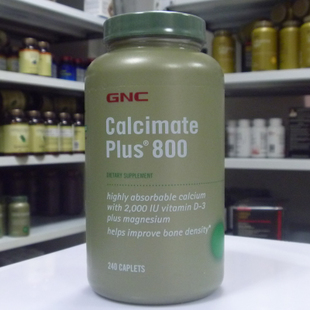 GNC
Calcimate
Plus® 800
DIETARY SUPPLEMENT
highly absorbable calcium
with 2,000 IU vitamin D-3
plus magnesium
helps improve bone density*
240 CAPLETS